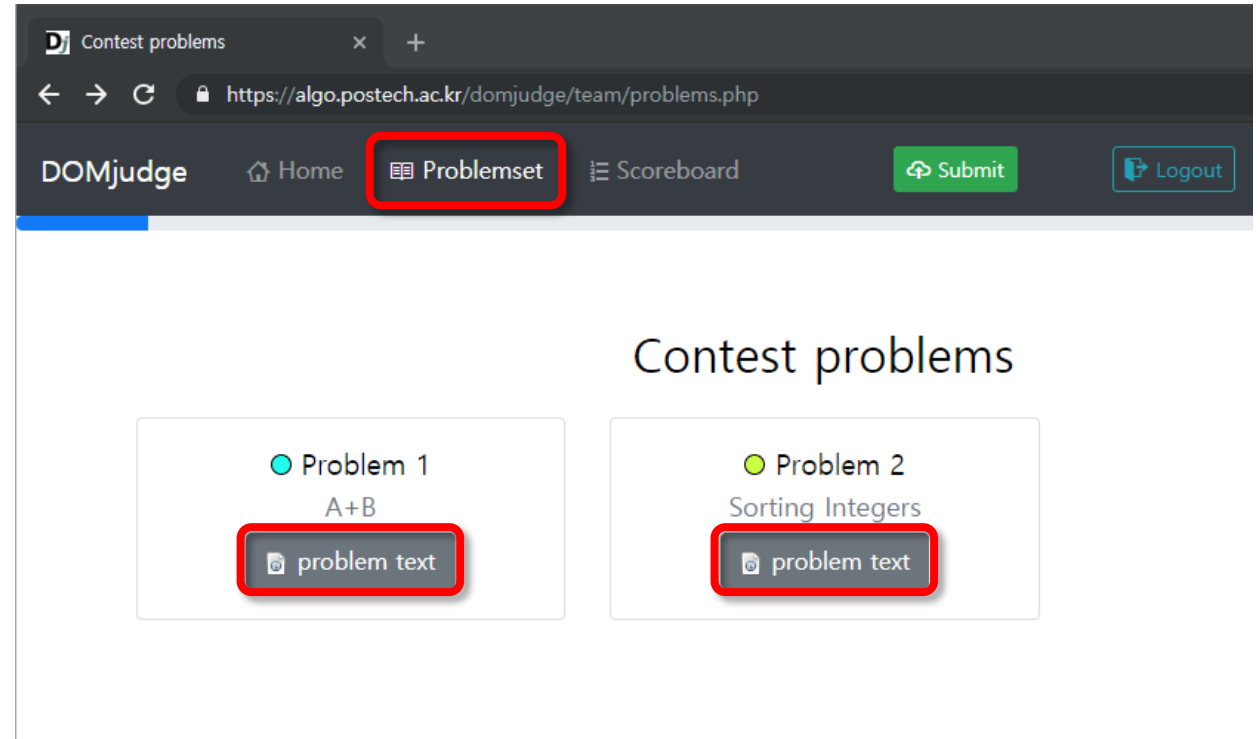 Contest problems
https://algo.postech.ac.kr/domjudge/team/problems.php
DOMjudge Home Problemset Scoreboard Submit Logout
Contest problems
Problem 1
A+B
problem text
Problem 2
Sorting Integers
problem text